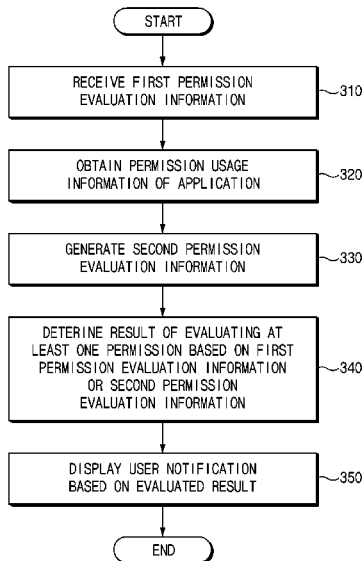 START
RECEIVE FIRST PERMISSION
EVALUATION INFORMATION
310
OBTAIN PERMISSION USAGE
INFORMATION OF APPLICATION
320
GENERATE SECOND PERMISSION
EVALUATION INFORMATION
330
DETERINE RESULT OF EVALUATING AT
LEAST ONE PERMISSION BASED ON FIRST
PERMISSION EVALUATION INFORMATION
OR SECOND PERMISSION
EVALUATION INFORMATION
340
DISPLAY USER NOTIFICATION
BASED ON EVALUATED RESULT
350
END